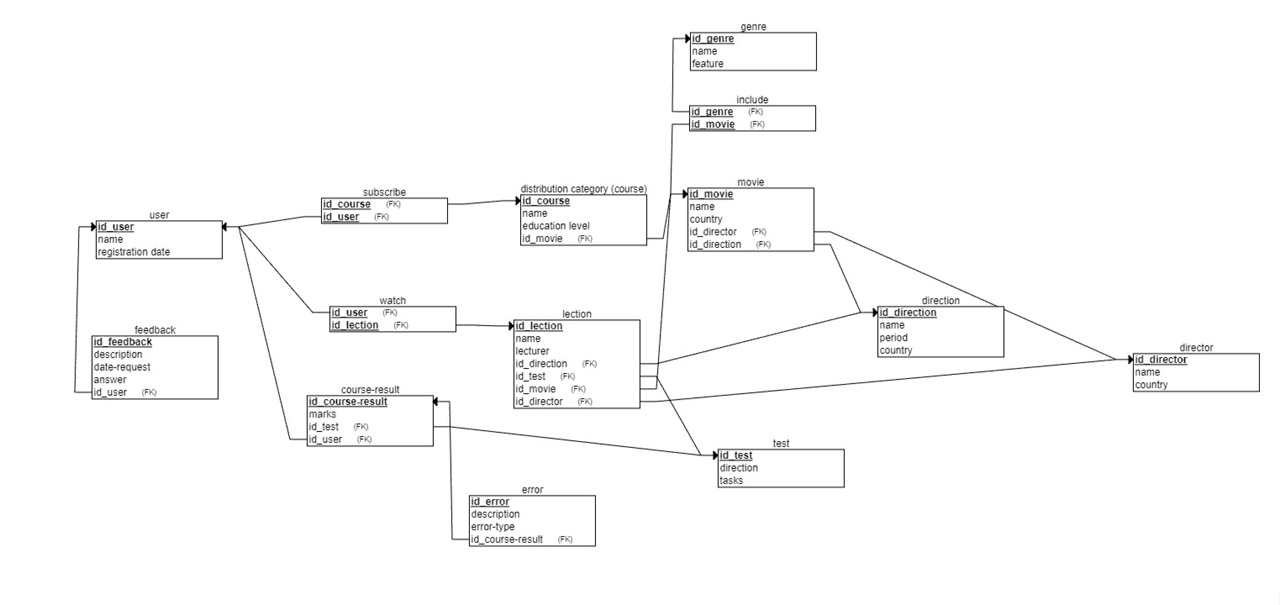 genre
id_genre
name
feature
include
id_genre (FK)
id_movie (FK)
movie
id_movie
name
country
id_director (FK)
id_direction (FK)
distribution category (course)
id_course
name
education level
id_movie (FK)
subscribe
id_course (FK)
id_user (FK)
user
id_user
name
registration date
watch
id_user (FK)
id_lection (FK)
lection
id_lection
name
lecturer
id_direction (FK)
id_test (FK)
id_movie (FK)
id_director (FK)
direction
id_direction
name
period
country
director
id_director
name
country
feedback
id_feedback
description
date-request
answer
id_user (FK)
course-result
id_course-result
marks
id_test (FK)
id_user (FK)
test
id_test
direction
tasks
error
id_error
description
error-type
id_course-result (FK)